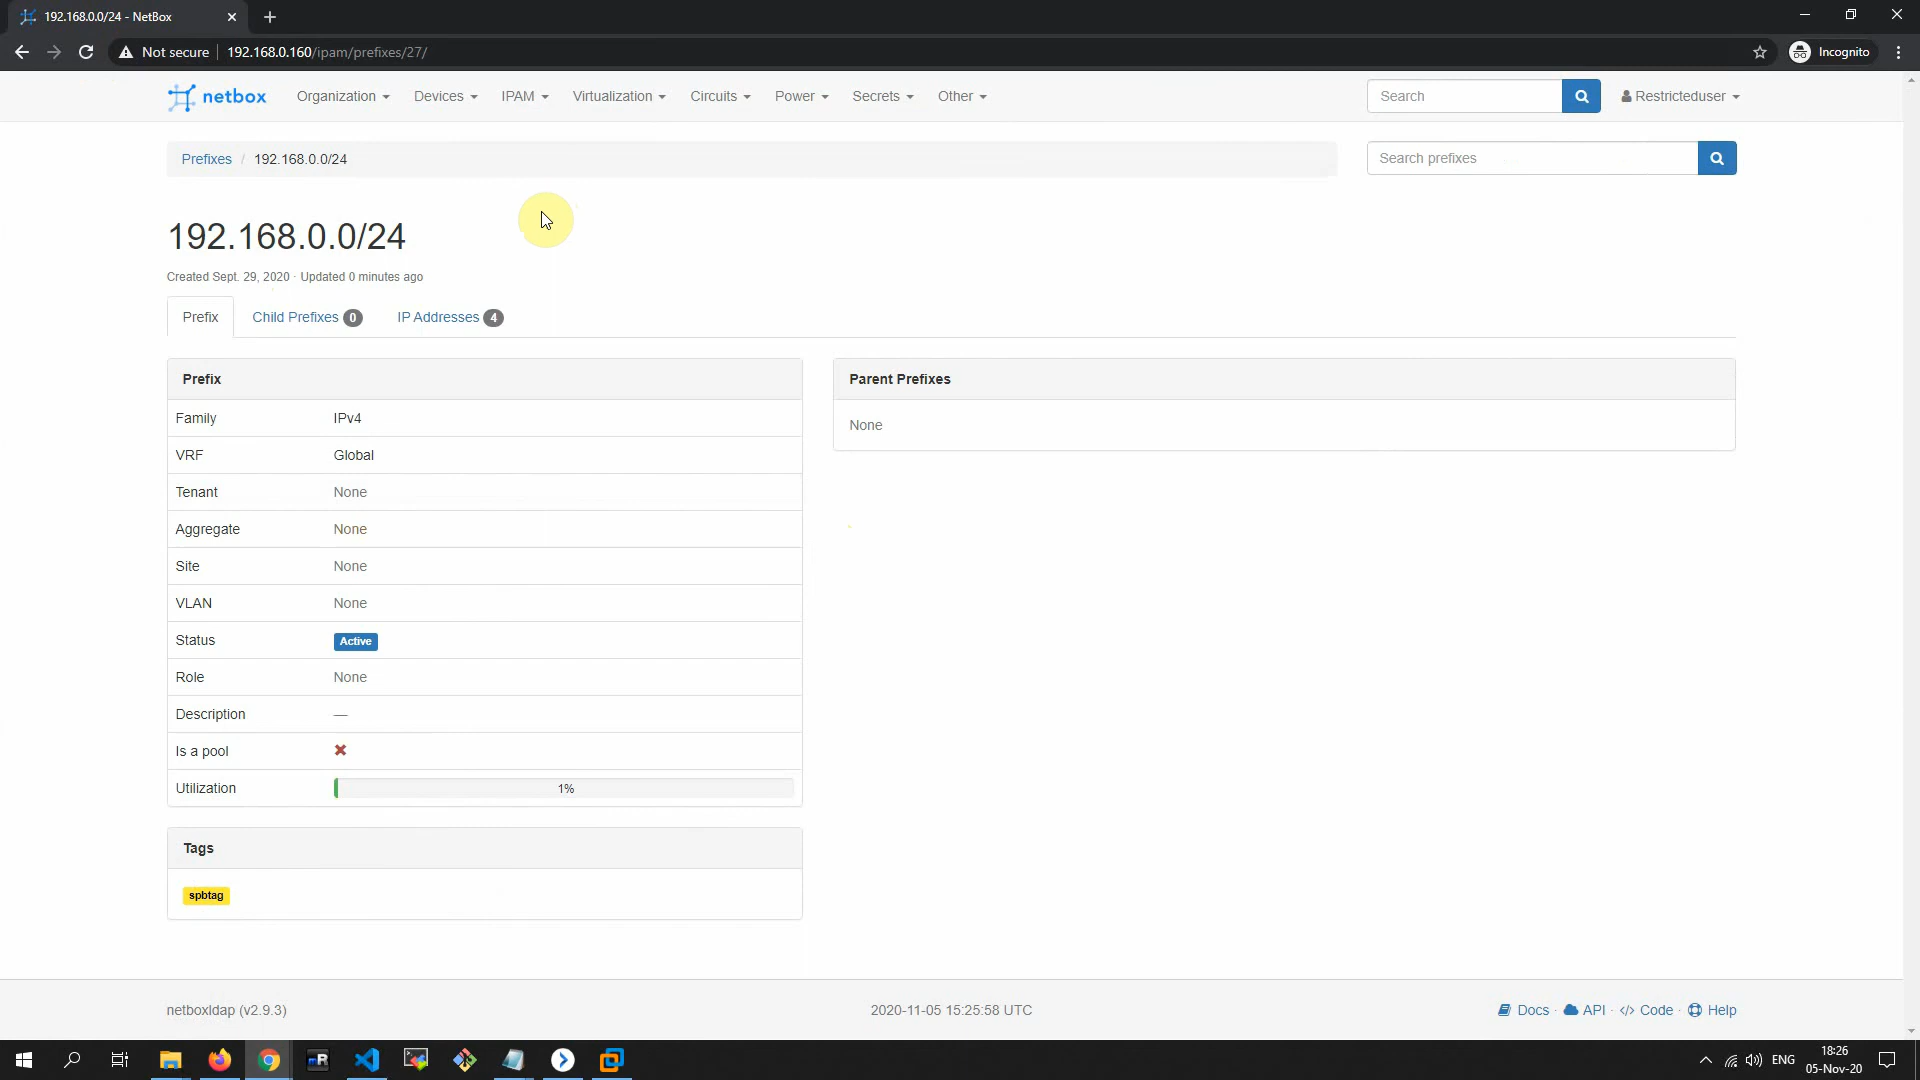 192.168.0.0/24 - NetBox
Not secure
192.168.0.160/ipam/prefixes/27/
Incognito
netbox
Organization
Devices
IPAM
Virtualization
Circuits
Power
Secrets
Other
Search
Restricteduser
Prefixes / 192.168.0.0/24
Search prefixes
192.168.0.0/24
Created Sept. 29, 2020 · Updated 0 minutes ago
Prefix
Child Prefixes 0
IP Addresses 4
Prefix
Family IPv4
VRF Global
Tenant None
Aggregate None
Site None
VLAN None
Status Active
Role None
Description —
Is a pool
Utilization 1%
Tags
spbtag
Parent Prefixes
None
netboxldap (v2.9.3)
2020-11-05 15:25:58 UTC
Docs · API · Code · Help
ENG
18:26
05-Nov-20